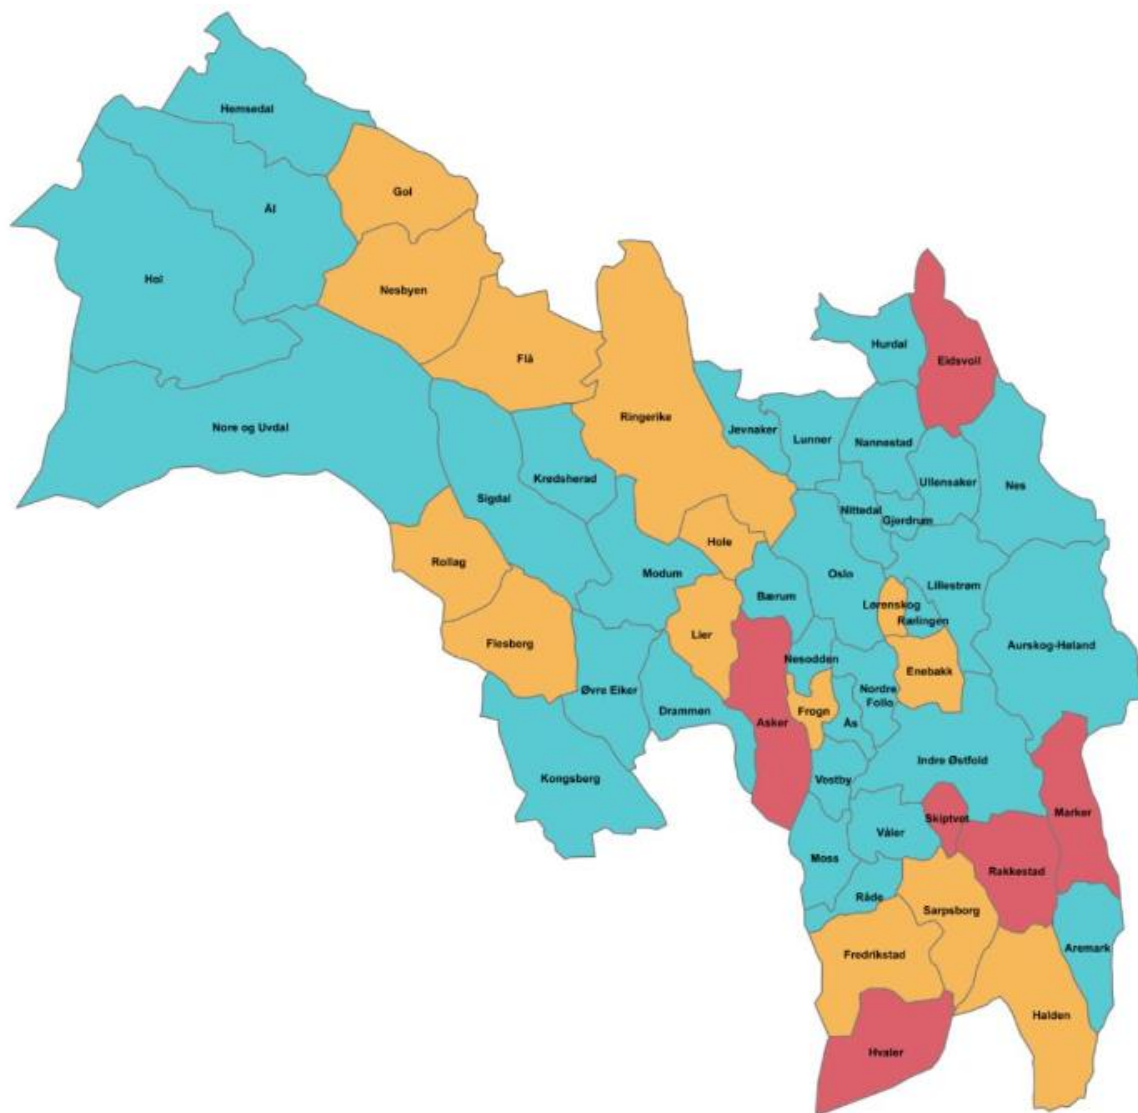 Hemsedal
Gol
Ål
Hol
Nesbyen
Flå
Hurdal
Eidsvoll
Ringerike
Nore og Uvdal
Jevnaker
Lunner
Nannestad
Krødsherad
Sigdal
Ullensaker
Nes
Nittedal
Gjerdrum
Hole
Rollag
Modum
Oslo
Lillestrøm
Bærum
Lørenskog
Rælingen
Lier
Flesberg
Aurskog-Høland
Nesodden
Enebakk
Øvre Eiker
Nordre
Follo
Drammen
Frogn
Asker
Ås
Indre Østfold
Kongsberg
Vestby
Marker
Skiptvet
Våler
Moss
Rakkestad
Råde
Sarpsborg
Aremark
Fredrikstad
Halden
Hvaler